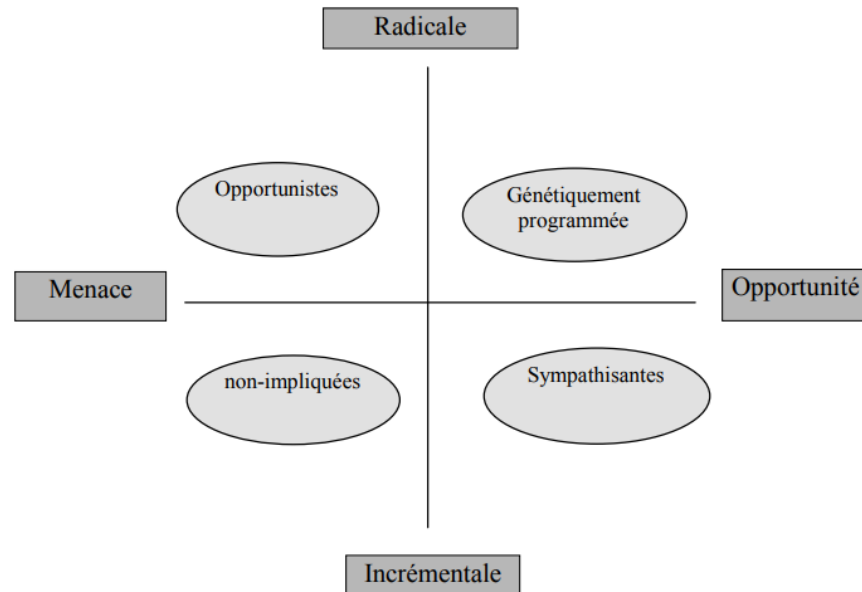 Radicale
Opportunistes
Génétiquement
programmée
Menace
Opportunité
non-impliquées
Sympathisantes
Incrémentale